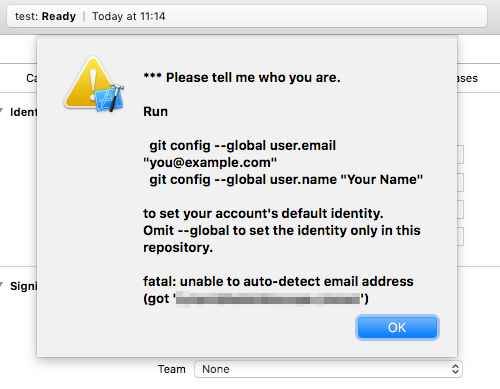 test: Ready | Today at 11:14
Ca
ases
Ident
*** Please tell me who you are.
Run
git config --global user.email
"you@example.com"
git config --global user.name "Your Name"
to set your account's default identity.
Omit --global to set the identity only in this
repository.
fatal: unable to auto-detect email address
(got '
')
OK
Signi
Team None